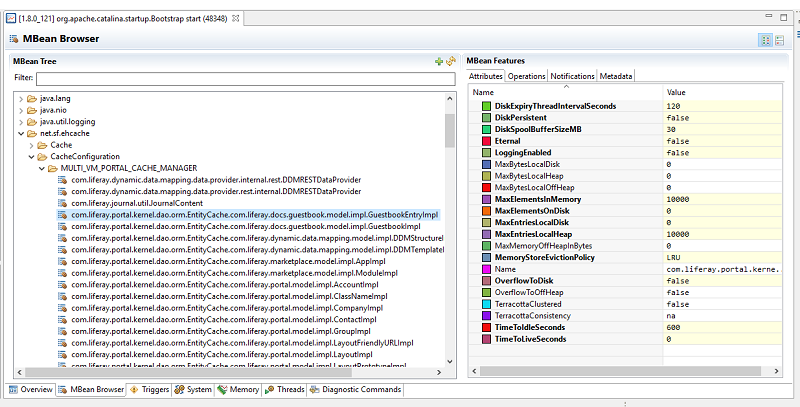 [1.8.0_121] org.apache.catalina.startup.Bootstrap start (48348)
MBean Browser
MBean Tree
Filter:
java.lang
java.nio
java.util.logging
net.sf.ehcache
Cache
CacheConfiguration
MULTI_VM_PORTAL_CACHE_MANAGER
com.liferay.dynamic.data.mapping.data.provider.internal.rest.DDMRESTDataProvider
com.liferay.dynamic.data.mapping.data.provider.internal.rest.DDMRESTDataProvider
com.liferay.journal.util.JournalContent
com.liferay.portal.kernel.dao.orm.EntityCache.com.liferay.docs.guestbook.model.impl.GuestbookEntryImpl
com.liferay.portal.kernel.dao.orm.EntityCache.com.liferay.docs.guestbook.model.impl.GuestbookImpl
com.liferay.portal.kernel.dao.orm.EntityCache.com.liferay.dynamic.data.mapping.model.impl.DDMStructureI
com.liferay.portal.kernel.dao.orm.EntityCache.com.liferay.dynamic.data.mapping.model.impl.DDMTemplateI
com.liferay.portal.kernel.dao.orm.EntityCache.com.liferay.marketplace.model.impl.AppImpl
com.liferay.portal.kernel.dao.orm.EntityCache.com.liferay.marketplace.model.impl.ModuleImpl
com.liferay.portal.kernel.dao.orm.EntityCache.com.liferay.portal.model.impl.AccountImpl
com.liferay.portal.kernel.dao.orm.EntityCache.com.liferay.portal.model.impl.ClassNameImpl
com.liferay.portal.kernel.dao.orm.EntityCache.com.liferay.portal.model.impl.CompanyImpl
com.liferay.portal.kernel.dao.orm.EntityCache.com.liferay.portal.model.impl.ContactImpl
com.liferay.portal.kernel.dao.orm.EntityCache.com.liferay.portal.model.impl.GroupImpl
com.liferay.portal.kernel.dao.orm.EntityCache.com.liferay.portal.model.impl.LayoutFriendlyURLImpl
com.liferay.portal.kernel.dao.orm.EntityCache.com.liferay.portal.model.impl.LayoutImpl
com.liferay.portal.kernel.dao.orm.EntityCache.com.liferay.portal.model.impl.LayoutPrototypeImpl
MBean Features
Attributes Operations Notifications Metadata
Name Value
DiskExpiryThreadIntervalSeconds 120
DiskPersistent false
DiskSpoolBufferSizeMB 30
Eternal false
LoggingEnabled false
MaxBytesLocalDisk 0
MaxBytesLocalHeap 0
MaxBytesLocalOffHeap 0
MaxElementsInMemory 10000
MaxElementsOnDisk 0
MaxEntriesLocalDisk 0
MaxEntriesLocalHeap 10000
MaxMemoryOffHeapInBytes 0
MemoryStoreEvictionPolicy LRU
Name com.liferay.portal.kerne...
OverflowToDisk false
OverflowToOffHeap false
TerracottaClustered false
TerracottaConsistency na
TimeToIdleSeconds 600
TimeToLiveSeconds 0
Overview MBean Browser Triggers System Memory Threads Diagnostic Commands